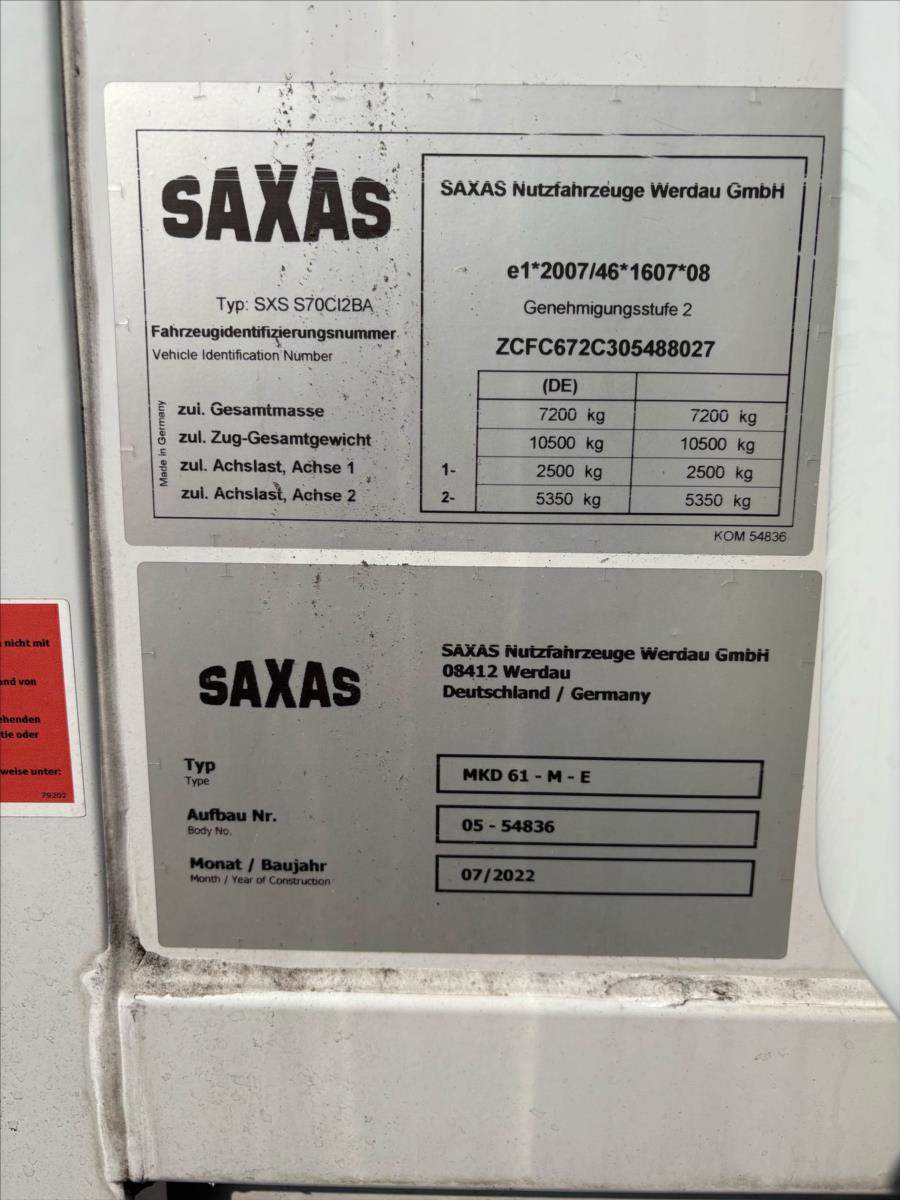 SAXAS
SAXAS Nutzfahrzeuge Werdau GmbH
e1*2007/46*1607*08
Typ: SXS S70CI2BA
Genehmigungsstufe 2
Fahrzeugidentifizierungsnummer
Vehicle Identification Number
ZCFC672C305488027
(DE)
Made in Germany
zul. Gesamtmasse 7200 kg 7200 kg
zul. Zug-Gesamtgewicht 10500 kg 10500 kg
zul. Achslast, Achse 1 1- 2500 kg 2500 kg
zul. Achslast, Achse 2 2- 5350 kg 5350 kg
KOM 54836
SAXAS
SAXAS Nutzfahrzeuge Werdau GmbH
08412 Werdau
Deutschland / Germany
Typ
Type
MKD 61 - M - E
Aufbau Nr.
Body No.
05 - 54836
Monat / Baujahr
Month / Year of Construction
07/2022
nicht mit
und von
ehenden
tie oder
weise unter:
79202